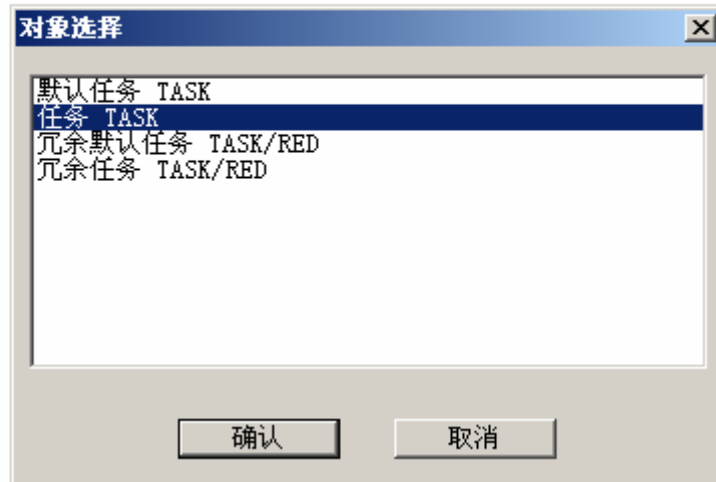 对象选择
默认任务 TASK
任务 TASK
冗余默认任务 TASK/RED
冗余任务 TASK/RED
确认
取消